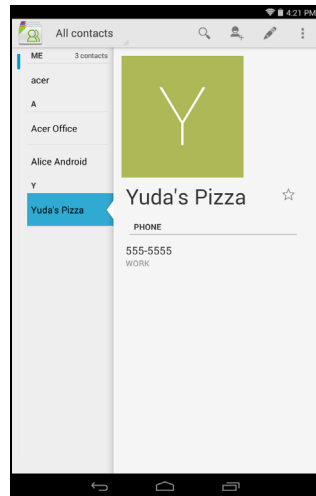 4:21 PM
All contacts
ME 3 contacts
acer
A
Acer Office
Alice Android
Y
Yuda's Pizza
Y
Yuda's Pizza
PHONE
555-5555
WORK